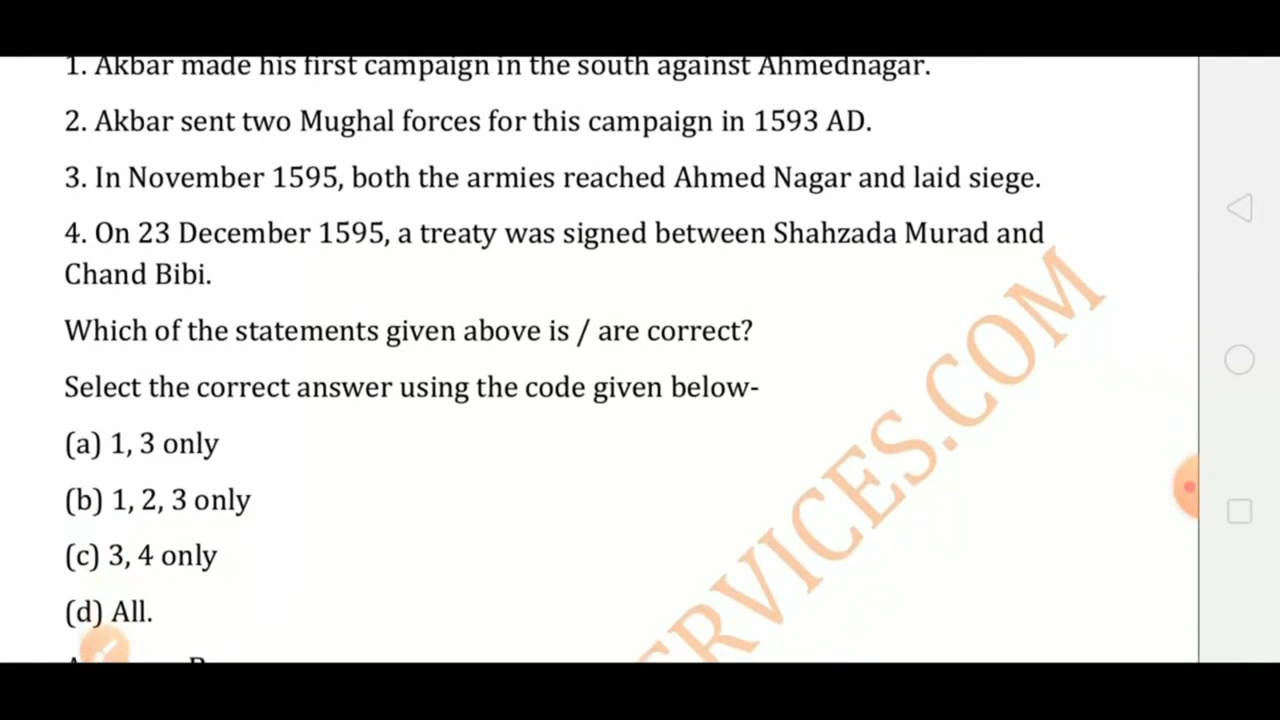 1. Akbar made his first campaign in the south against Ahmednagar.
2. Akbar sent two Mughal forces for this campaign in 1593 AD.
3. In November 1595, both the armies reached Ahmed Nagar and laid siege.
4. On 23 December 1595, a treaty was signed between Shahzada Murad and
Chand Bibi.
Which of the statements given above is / are correct?
Select the correct answer using the code given below-
(a) 1, 3 only
(b) 1, 2, 3 only
(c) 3, 4 only
(d) All.
ERVICES.COM